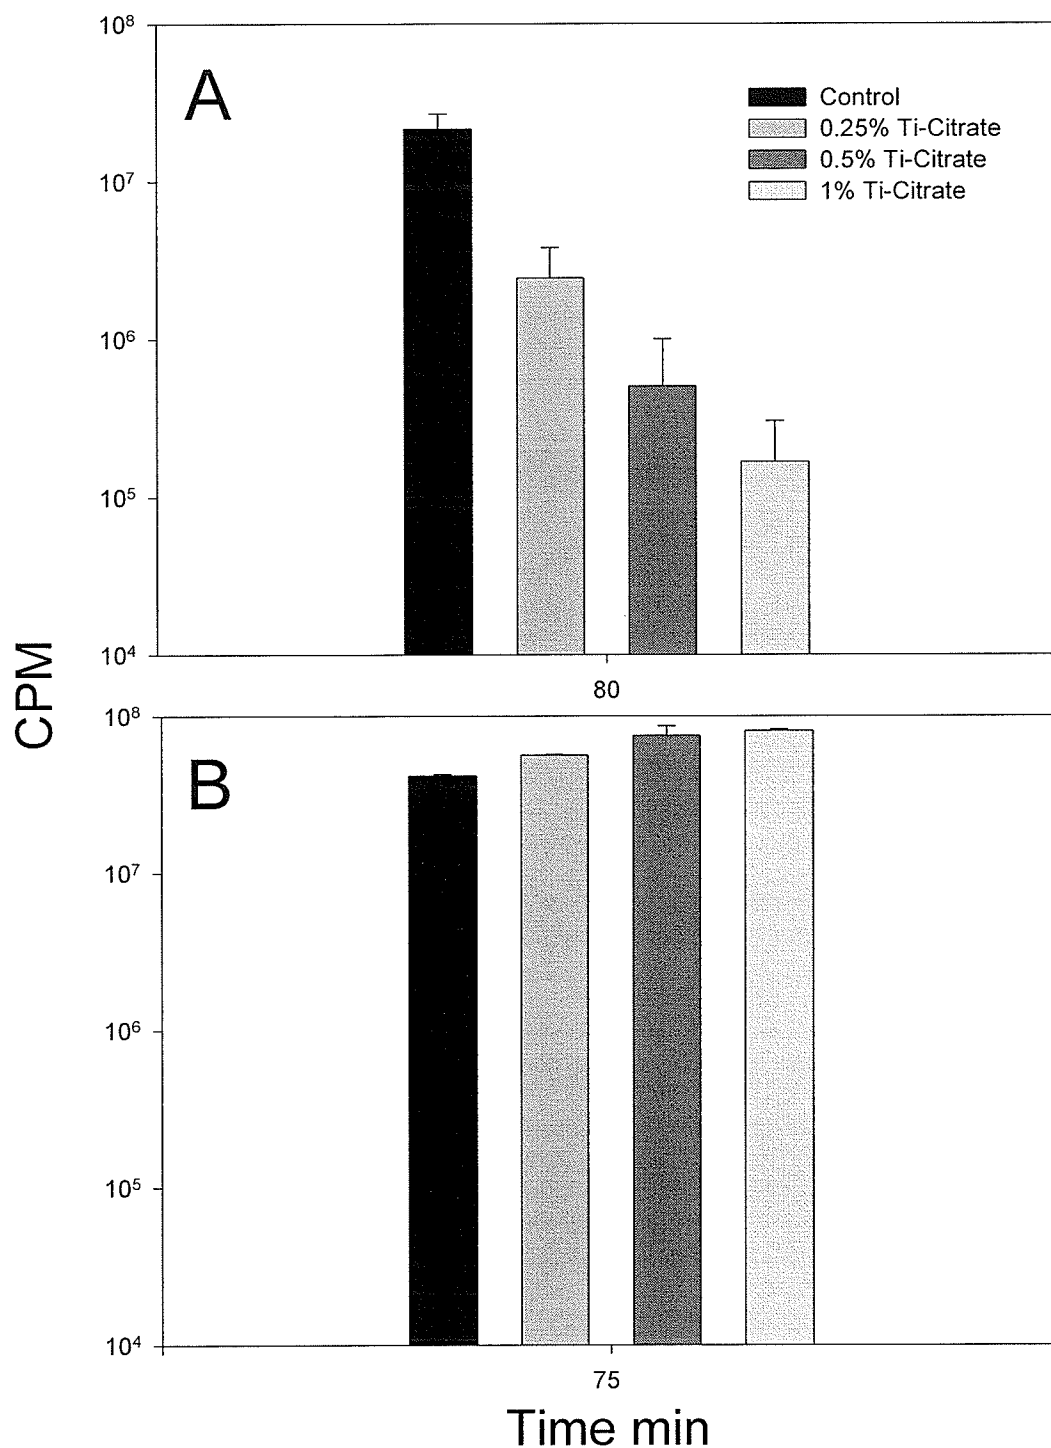 10⁸
A
Control
0.25% Ti-Citrate
0.5% Ti-Citrate
1% Ti-Citrate
10⁷
10⁶
10⁵
10⁴
80
CPM
10⁸
B
10⁷
10⁶
10⁵
10⁴
75
Time min